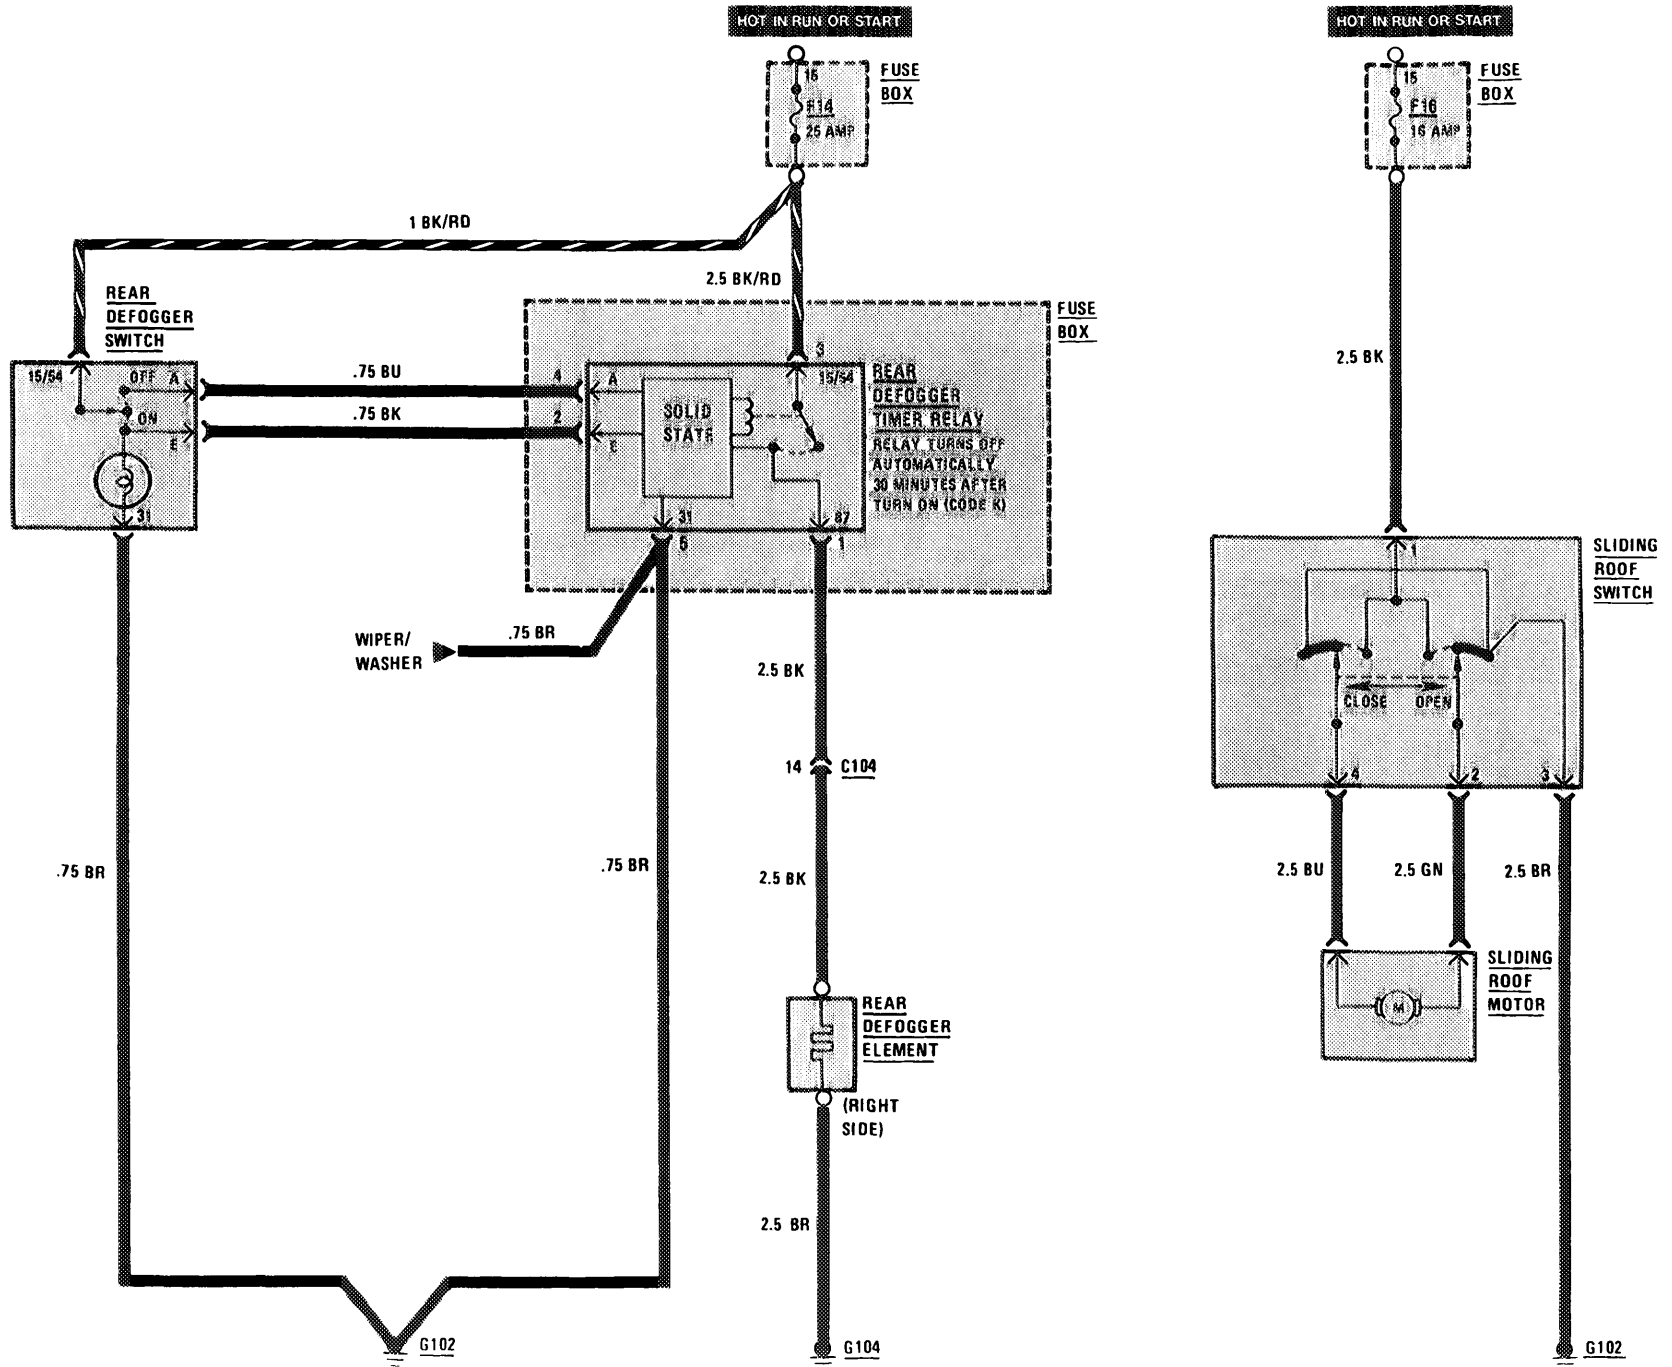 HOT IN RUN OR START
15
F14
25 AMP
FUSE
BOX
1 BK/RD
2.5 BK/RD
REAR
DEFOGGER
SWITCH
15/54
OFF
A
ON
E
31
.75 BU
.75 BK
4
2
FUSE
BOX
3
15/54
A
E
SOLID
STATE
REAR
DEFOGGER
TIMER RELAY
RELAY TURNS OFF
AUTOMATICALLY
30 MINUTES AFTER
TURN ON (CODE K)
31
87
6
1
WIPER/
WASHER
.75 BR
2.5 BK
14
C104
.75 BR
.75 BR
2.5 BK
REAR
DEFOGGER
ELEMENT
(RIGHT
SIDE)
2.5 BR
G102
G104
HOT IN RUN OR START
15
F16
16 AMP
FUSE
BOX
2.5 BK
1
SLIDING
ROOF
SWITCH
CLOSE
OPEN
4
2
3
2.5 BU
2.5 GN
2.5 BR
SLIDING
ROOF
MOTOR
M
G102